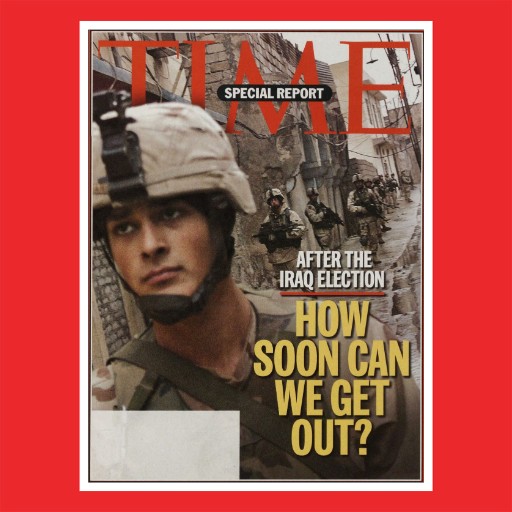 TIME
SPECIAL REPORT
AFTER THE
IRAQ ELECTION
HOW
SOON CAN
WE GET
OUT?